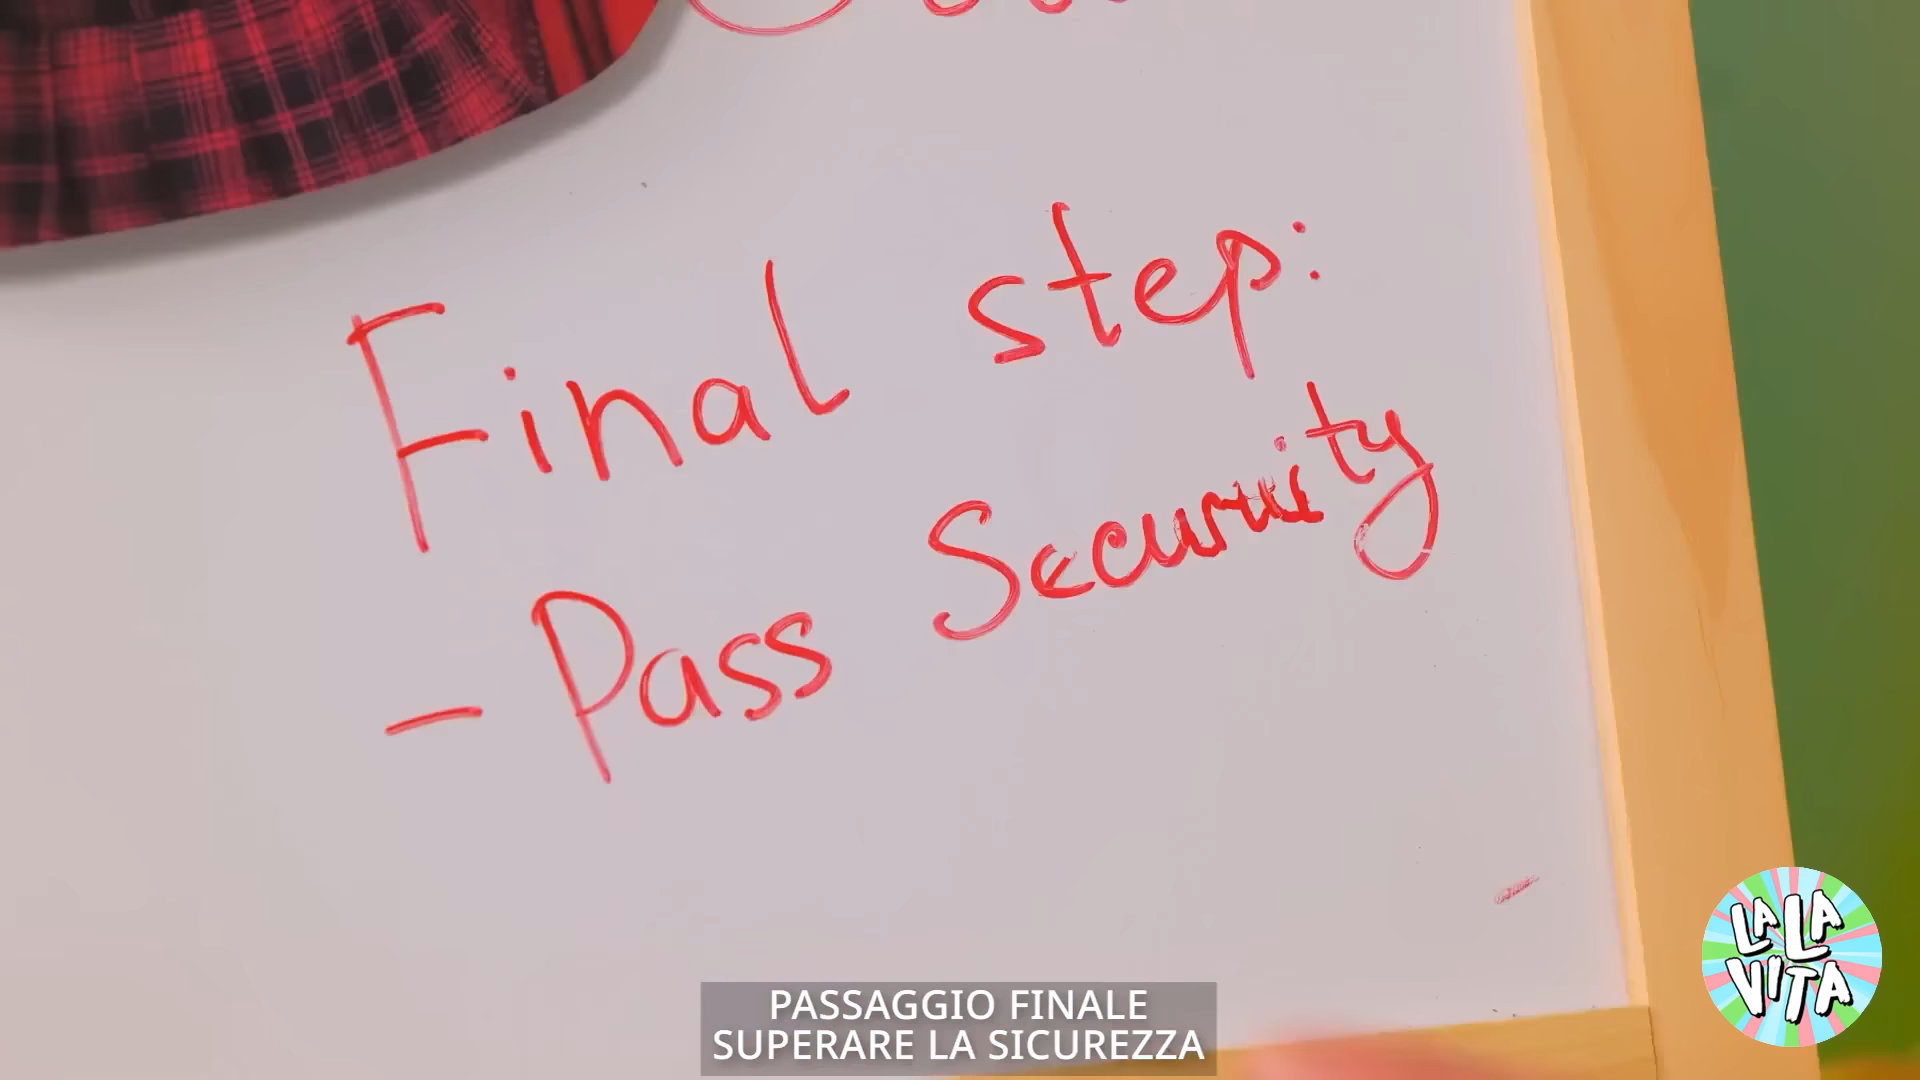 Final step:
- Pass Security
LA LA
VITA
PASSAGGIO FINALE
SUPERARE LA SICUREZZA